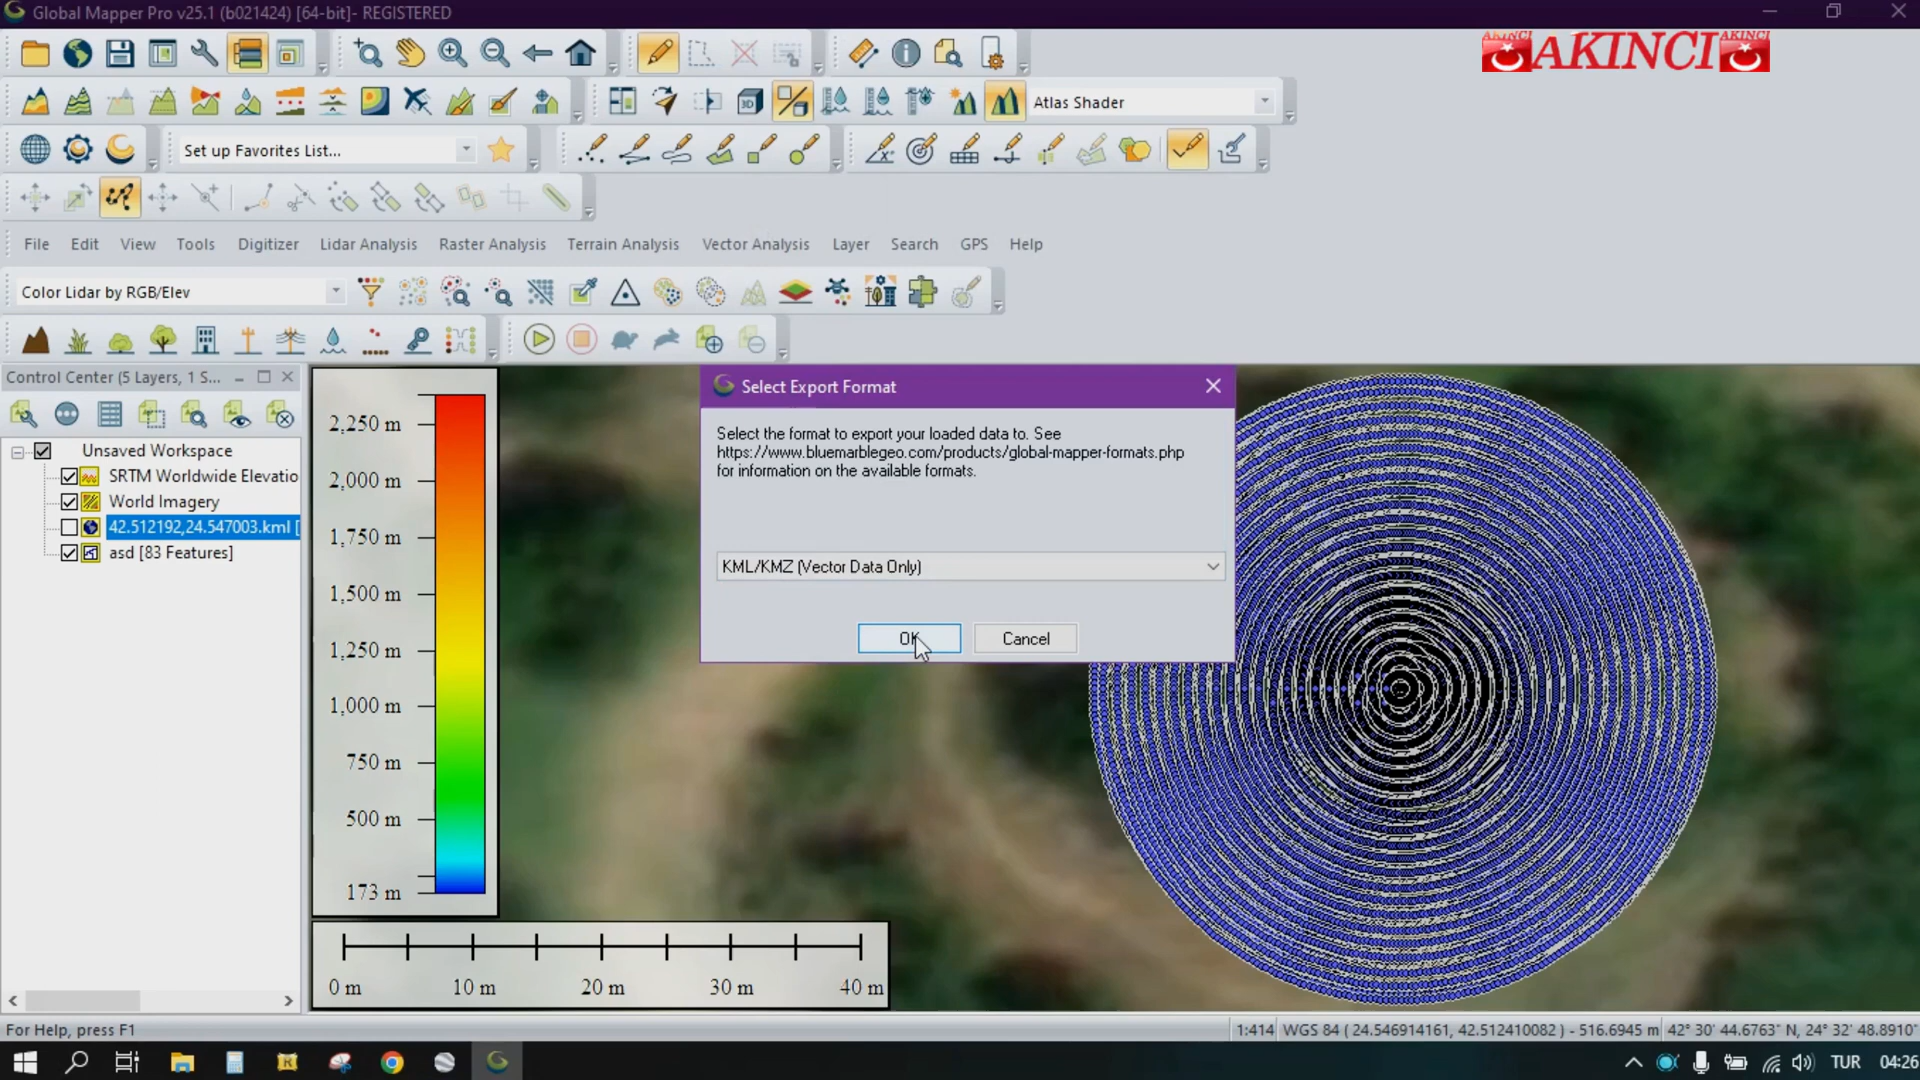 Global Mapper Pro v25.1 (b021424) [64-bit]- REGISTERED
AKINCI AKINCI AKINCI
Atlas Shader
Set up Favorites List...
File Edit View Tools Digitizer Lidar Analysis Raster Analysis Terrain Analysis Vector Analysis Layer Search GPS Help
Color Lidar by RGB/Elev
Control Center (5 Layers, 1 S...
Unsaved Workspace
SRTM Worldwide Elevatio
World Imagery
42.512192,24.547003.kml [
asd [83 Features]
2,250 m
2,000 m
1,750 m
1,500 m
1,250 m
1,000 m
750 m
500 m
173 m
0 m 10 m 20 m 30 m 40 m
Select Export Format
Select the format to export your loaded data to. See
https://www.bluemarblegeo.com/products/global-mapper-formats.php
for information on the available formats.
KML/KMZ (Vector Data Only)
OK Cancel
For Help, press F1
1:414 WGS 84 ( 24.546914161, 42.512410082 ) - 516.6945 m 42° 30' 44.6763" N, 24° 32' 48.8910"
TUR 04:26